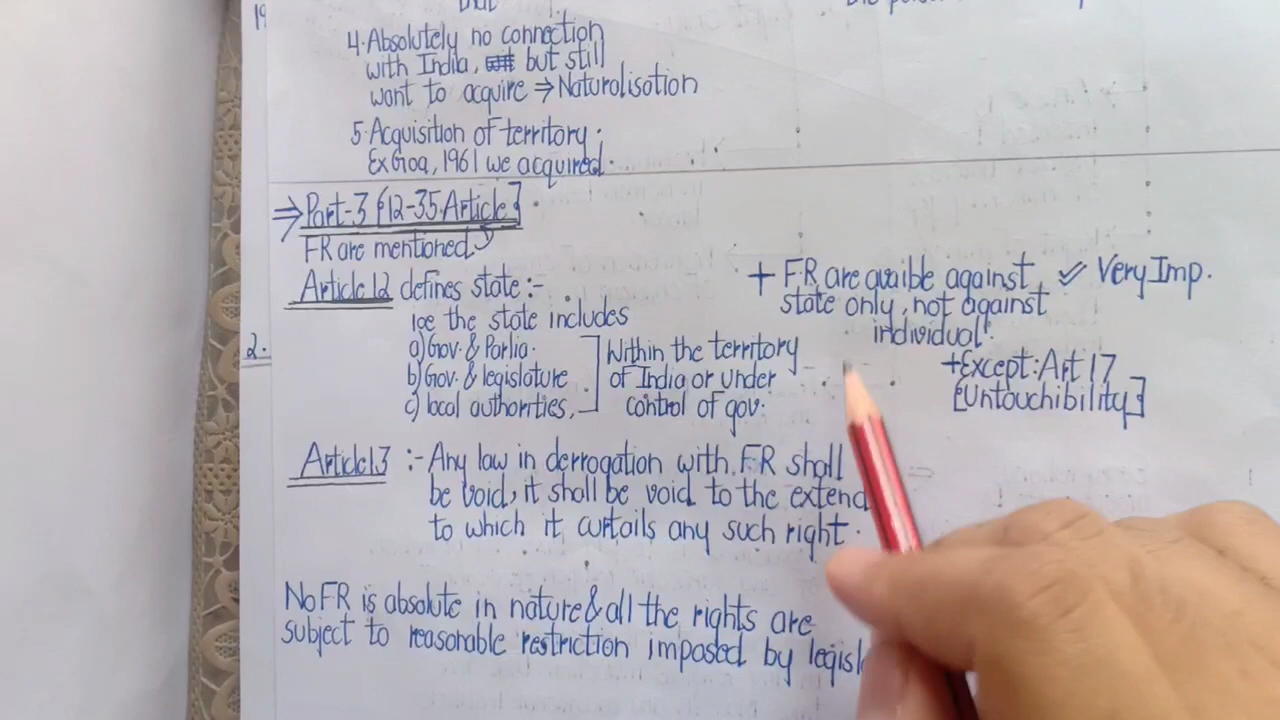 19
that
4. Absolutely no connection
with India, but still
want to acquire ⇒ Naturalisation
5. Acquisition of territory.
Ex Goa, 1961 we acquired.
⇒ Part-3 {12-35 Article}.
FR are mentioned
Article 12 defines state :-
ice the state includes
2.
a) Gov. & Parlia.
b) Gov. & legislature
c) local authorities,
Within the territory
of India or under
control of gov.
+ F.R are avaible against ✓ Very Imp.
state only, not against
individual.
+ Except: Art 17
[Untouchibility]
Article 13 :- Any law in derrogation with FR shall
be void, it shall be void to the extend
to which it, curtails any such right.
No FR is absolute in nature & all the rights are
subject to reasonable restriction imposed by legisl